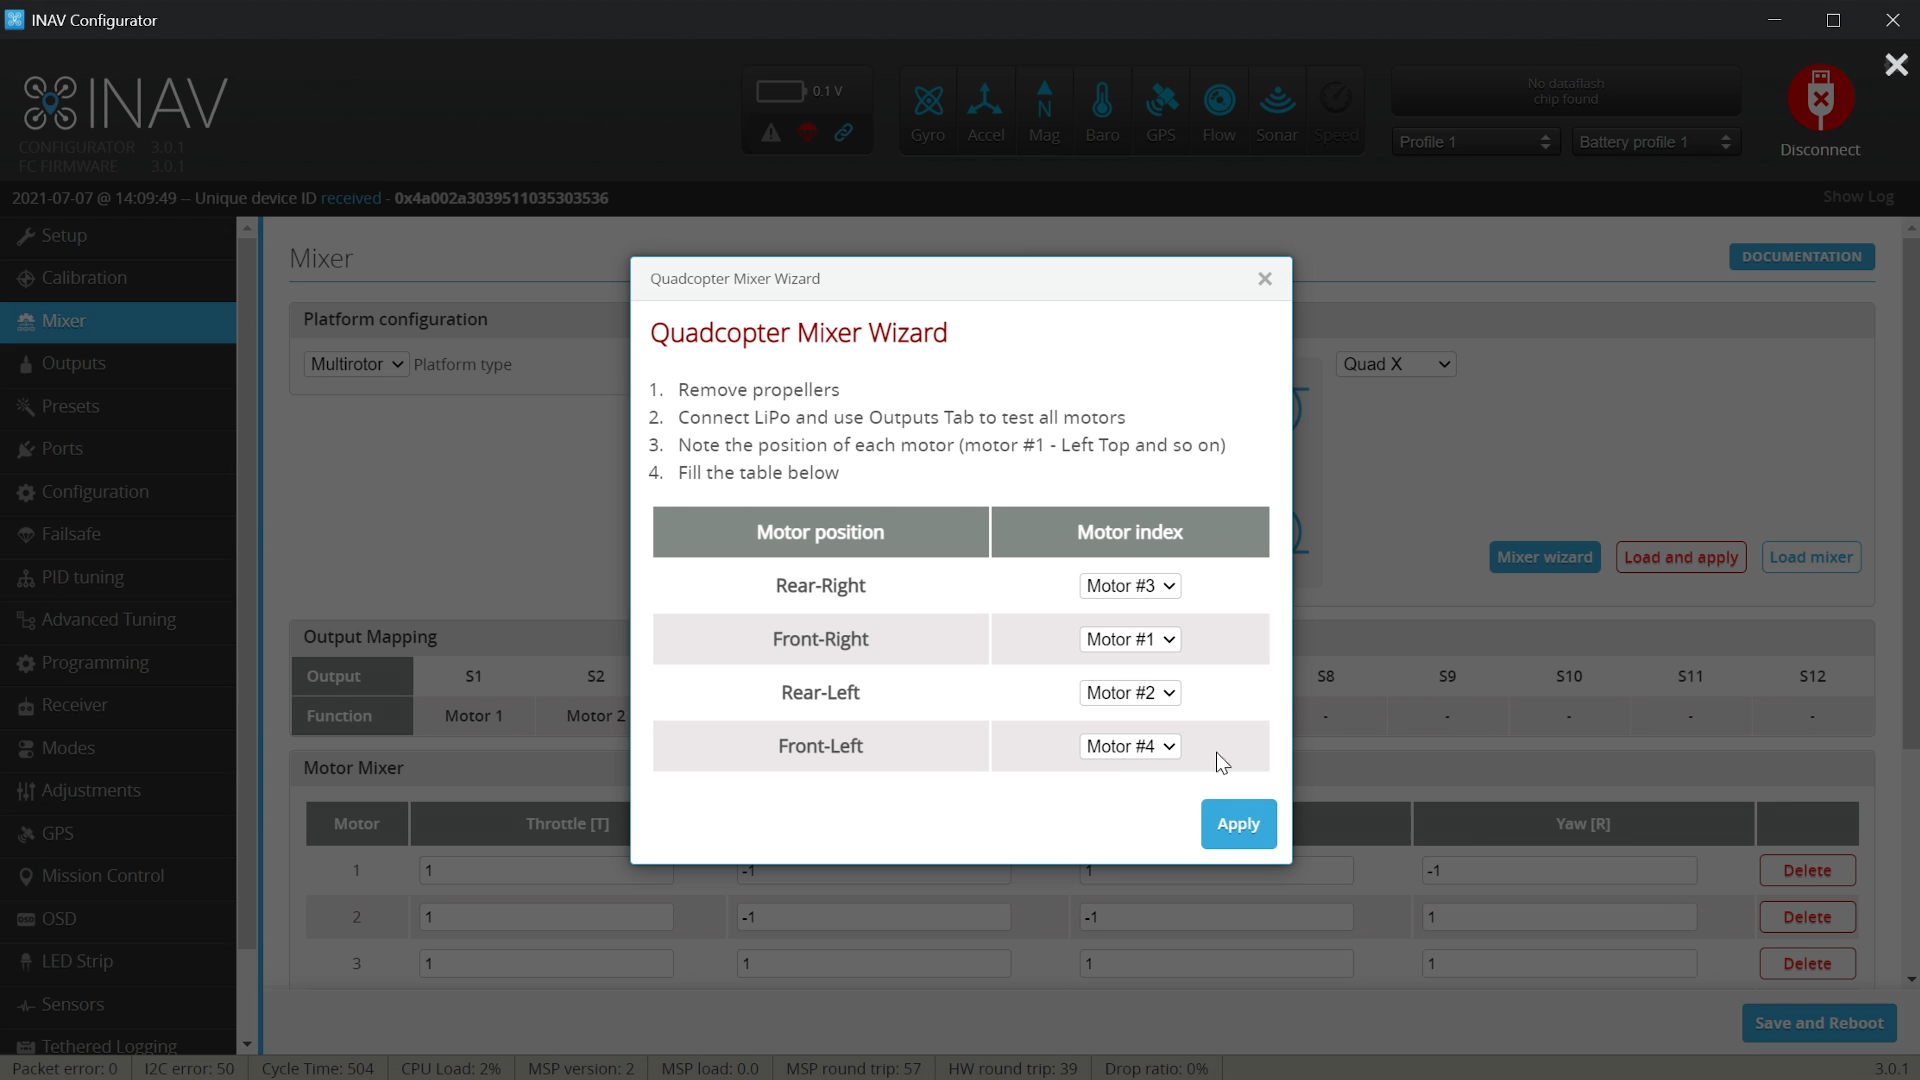 INAV Configurator
INAV
CONFIGURATOR 3.0.1
FC FIRMWARE 3.0.1
0.1 V
Gyro Accel Mag Baro GPS Flow Sonar Speed
No dataflash
chip found
Profile 1 Battery profile 1
Disconnect
2021-07-07 @ 14:09:49 -- Unique device ID received - 0x4a002a3039511035303536
Show Log
Setup
Calibration
Mixer
Outputs
Presets
Ports
Configuration
Failsafe
PID tuning
Advanced Tuning
Programming
Receiver
Modes
Adjustments
GPS
Mission Control
OSD
LED Strip
Sensors
Tethered Logging
Mixer
DOCUMENTATION
Platform configuration
Multirotor Platform type
Quad X
Mixer wizard Load and apply Load mixer
Quadcopter Mixer Wizard
Quadcopter Mixer Wizard
1. Remove propellers
2. Connect LiPo and use Outputs Tab to test all motors
3. Note the position of each motor (motor #1 - Left Top and so on)
4. Fill the table below
Motor position Motor index
Rear-Right Motor #3
Front-Right Motor #1
Rear-Left Motor #2
Front-Left Motor #4
Apply
Output Mapping
Output S1 S2 S8 S9 S10 S11 S12
Function Motor 1 Motor 2 - - - - -
Motor Mixer
Motor Throttle [T] Yaw [R]
1 1 -1 1 -1 Delete
2 1 -1 -1 1 Delete
3 1 1 1 1 Delete
Save and Reboot
Packet error: 0 I2C error: 50 Cycle Time: 504 CPU Load: 2% MSP version: 2 MSP load: 0.0 MSP round trip: 57 HW round trip: 39 Drop ratio: 0% 3.0.1